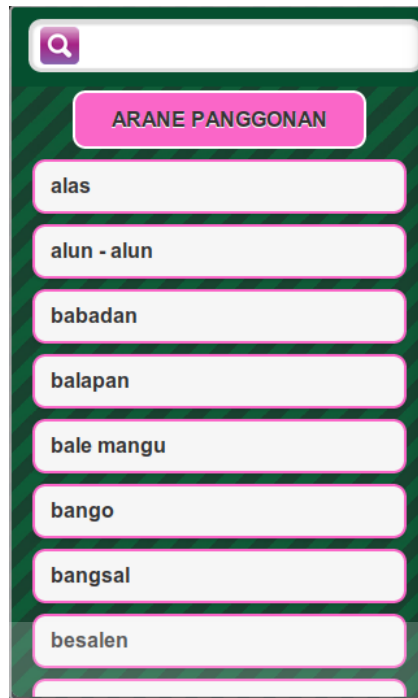 ARANE PANGGONAN
alas
alun - alun
babadan
balapan
bale mangu
bango
bangsal
besalen